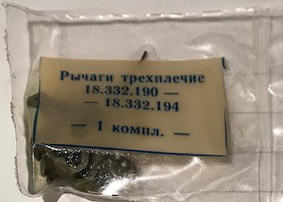 Рычаги трехплечие
18.332.190 —
— 18.332.194
— 1 компл. —